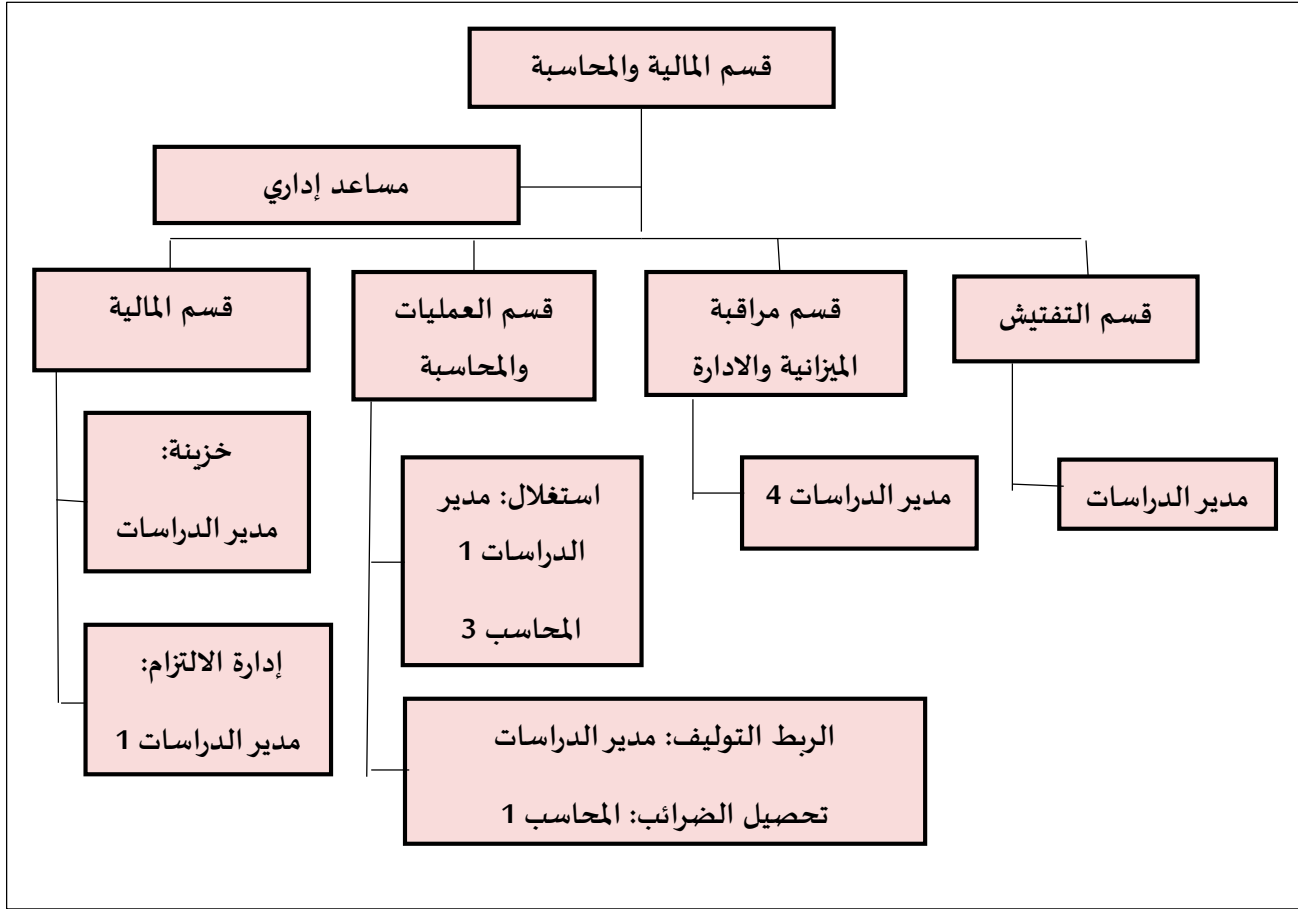 قسم المالية والمحاسبة
مساعد إداري
قسم التفتيش
قسم مراقبة
الميزانية والادارة
قسم العمليات
والمحاسبة
قسم المالية
مدير الدراسات
مدير الدراسات 4
استغلال: مدير
الدراسات 1
المحاسب 3
الربط التوليف: مدير الدراسات
تحصيل الضرائب: المحاسب 1
خزينة:
مدير الدراسات
إدارة الالتزام:
مدير الدراسات 1